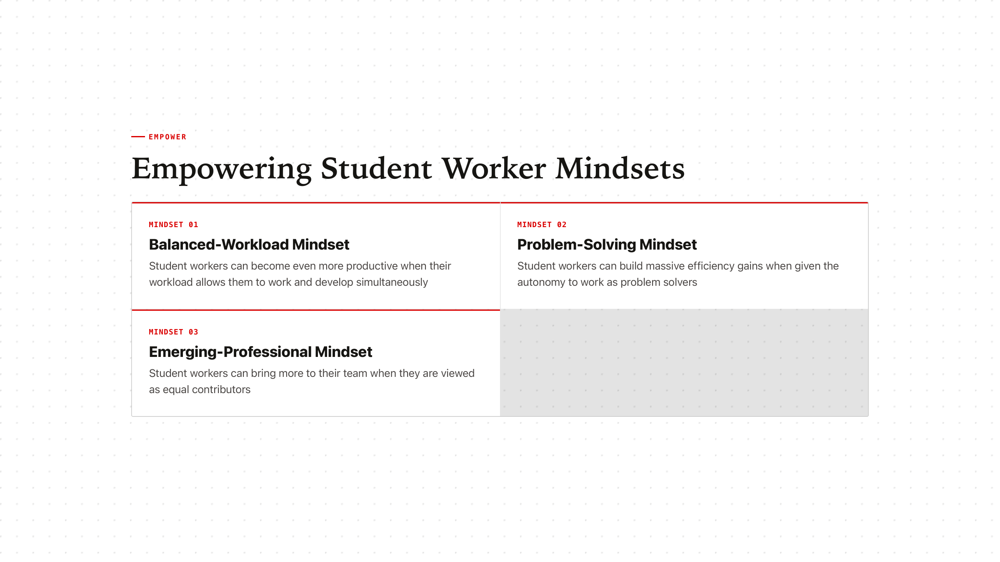 EMPOWER
Empowering Student Worker Mindsets
MINDSET 01
Balanced-Workload Mindset
Student workers can become even more productive when their
workload allows them to work and develop simultaneously
MINDSET 02
Problem-Solving Mindset
Student workers can build massive efficiency gains when given the
autonomy to work as problem solvers
MINDSET 03
Emerging-Professional Mindset
Student workers can bring more to their team when they are viewed
as equal contributors